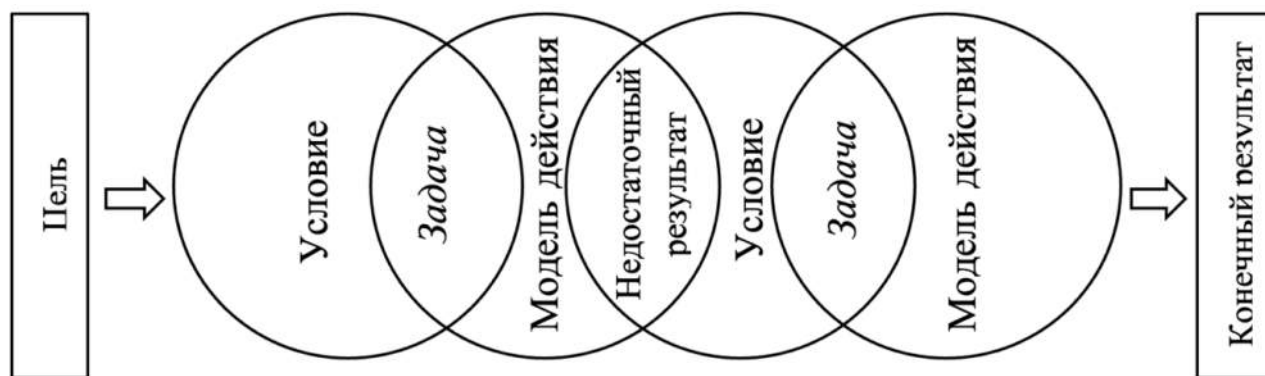 Цель
Условие
Задача
Модель действия
Недостаточный
результат
Условие
Задача
Модель действия
Конечный результат